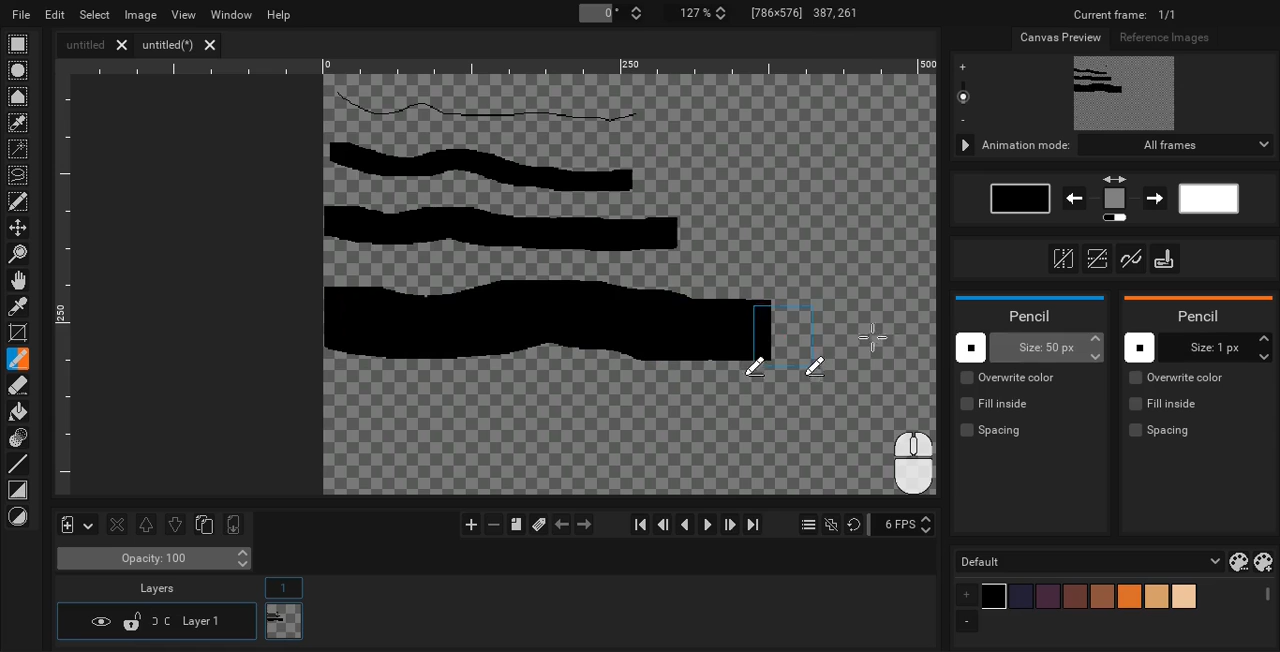 File Edit Select Image View Window Help
0 ° 127 % [786×576] 387, 261 Current frame: 1/1
untitled untitled(*) Canvas Preview Reference Images
0 250 500
250
+
-
Animation mode: All frames
Pencil Pencil
Size: 50 px Size: 1 px
Overwrite color Overwrite color
Fill inside Fill inside
Spacing Spacing
6 FPS
Opacity: 100
Default
Layers 1
+
Layer 1 -